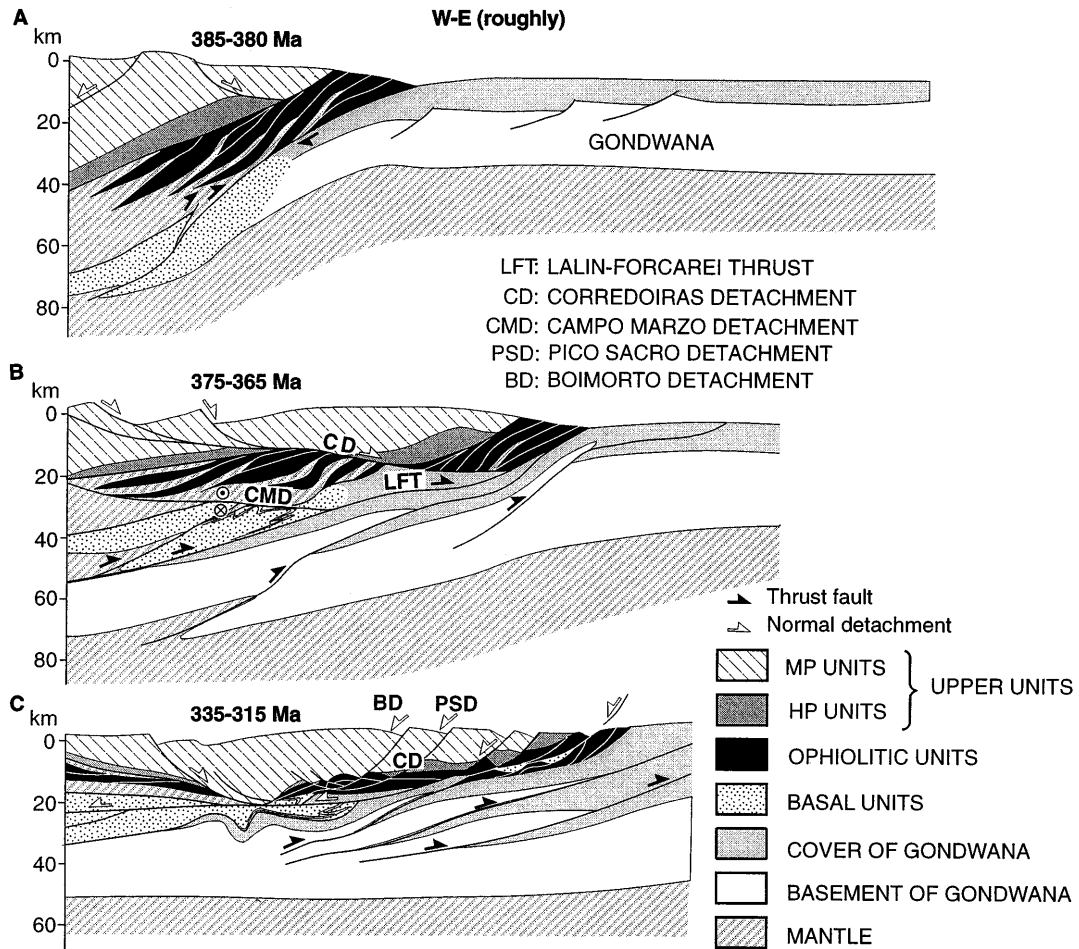 A
W-E (roughly)
km
385-380 Ma
0
20
40
60
80
GONDWANA
LFT: LALIN-FORCAREI THRUST
CD: CORREDOIRAS DETACHMENT
CMD: CAMPO MARZO DETACHMENT
PSD: PICO SACRO DETACHMENT
BD: BOIMORTO DETACHMENT
B
km
375-365 Ma
0
20
40
60
80
CD
LFT
CMD
Thrust fault
Normal detachment
MP UNITS
HP UNITS
UPPER UNITS
OPHIOLITIC UNITS
BASAL UNITS
COVER OF GONDWANA
BASEMENT OF GONDWANA
MANTLE
C
km
335-315 Ma
BD
PSD
0
20
40
60
CD